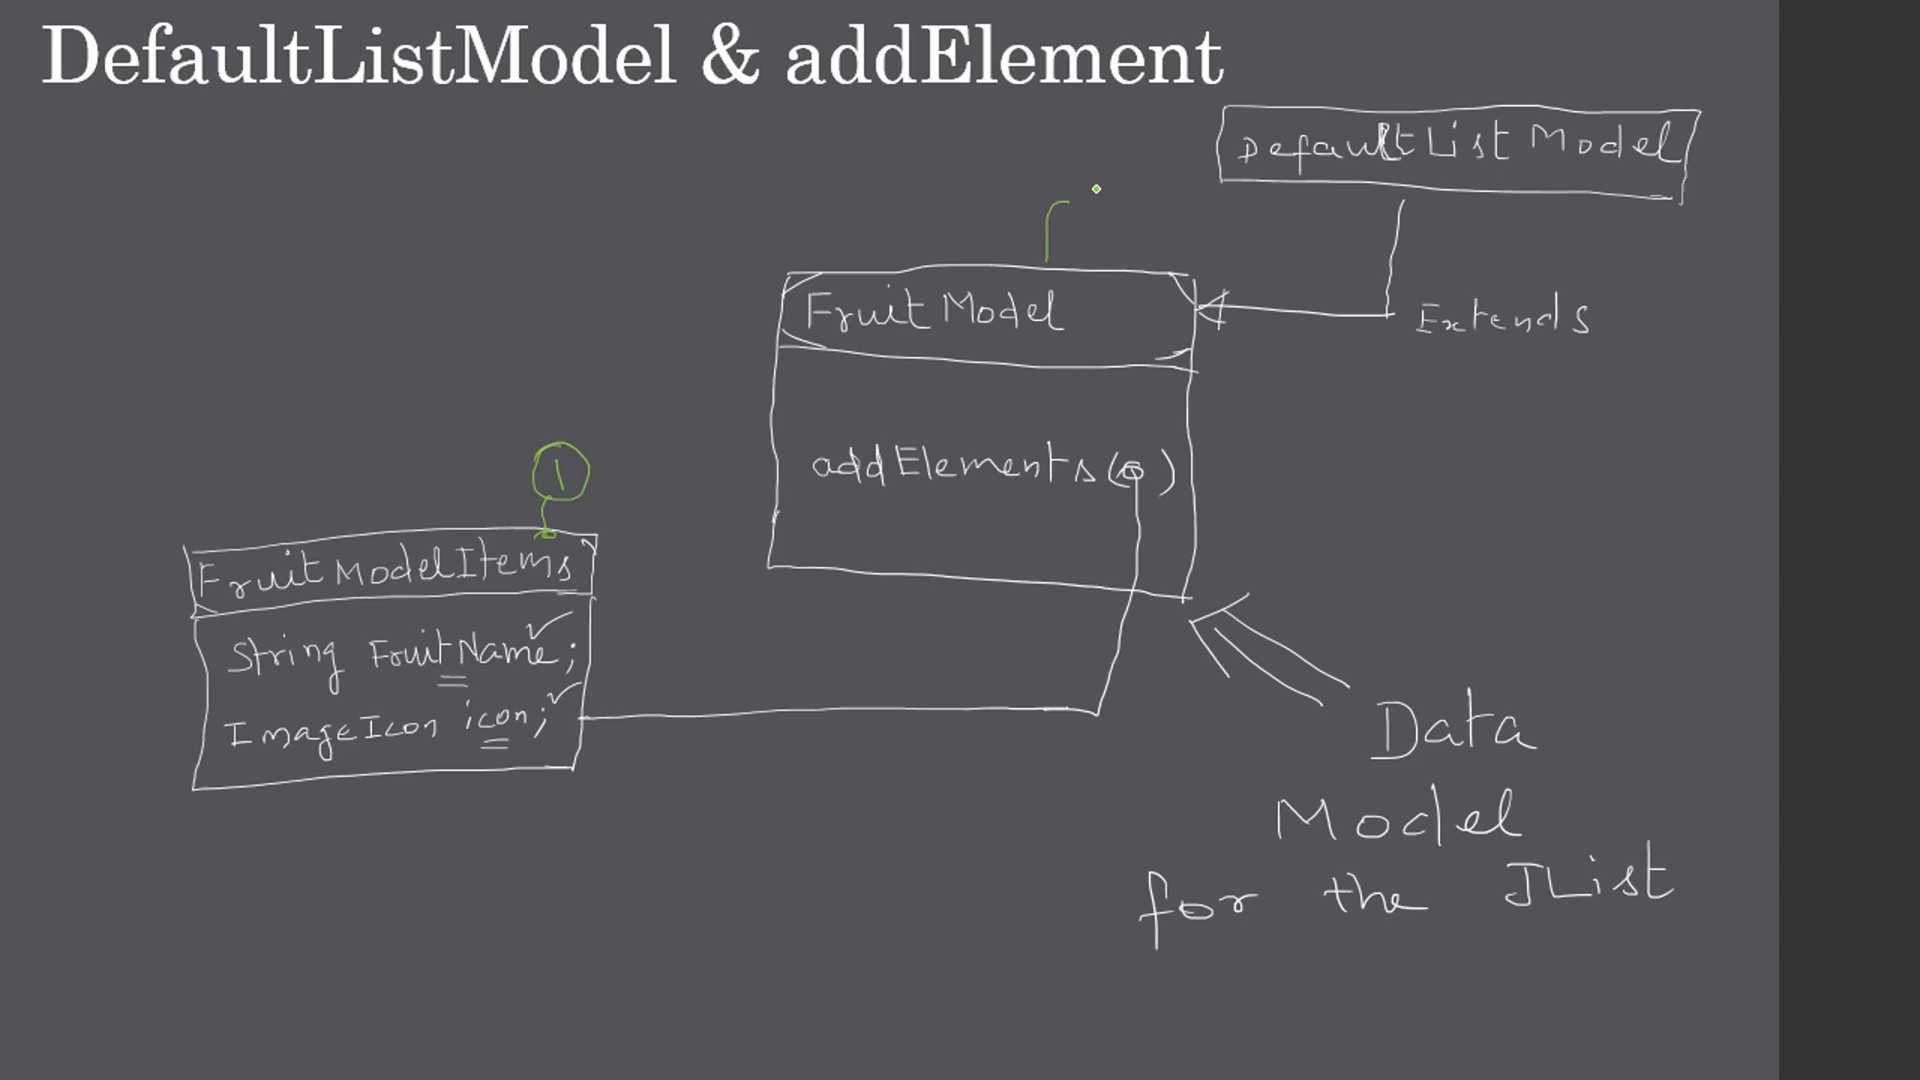 DefaultListModel & addElement
DefaultListModel
FruitModel
Extends
addElements( )
1
FruitModelItems
String FruitName;
ImageIcon icon;
Data
Model
for the JList